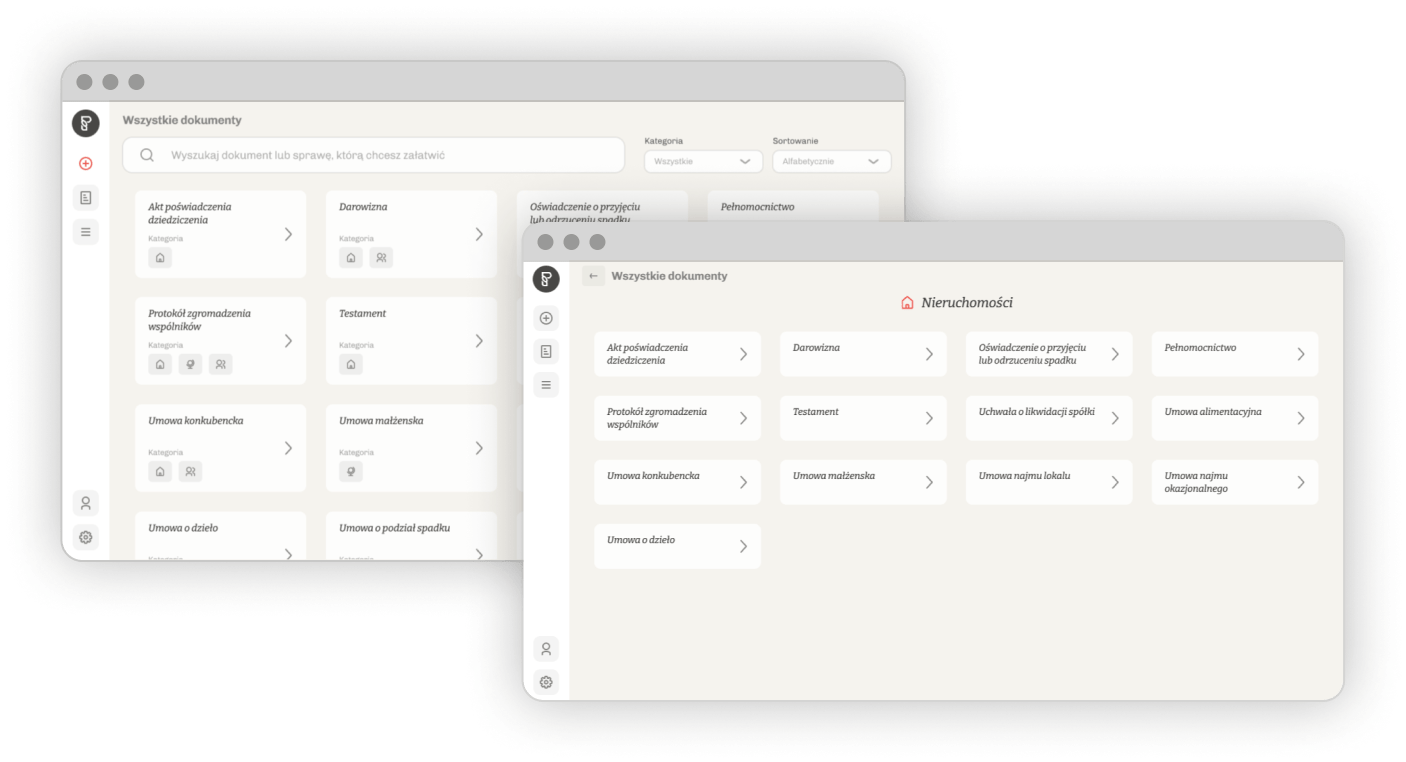 Wszystkie dokumenty
Wyszukaj dokument lub sprawę, którą chcesz załatwić
Kategoria
Wszystkie
Sortowanie
Alfabetycznie
Akt poświadczenia
dziedziczenia
Kategoria
Darowizna
Kategoria
Oświadczenie o przyjęciu
lub odrzuceniu spadku
Pełnomocnictwo
Protokół zgromadzenia
wspólników
Kategoria
Testament
Kategoria
Umowa konkubencka
Kategoria
Umowa małżenska
Kategoria
Umowa o dzieło
Kategoria
Umowa o podział spadku
Kategoria
← Wszystkie dokumenty
Nieruchomości
Akt poświadczenia
dziedziczenia
Darowizna
Oświadczenie o przyjęciu
lub odrzuceniu spadku
Pełnomocnictwo
Protokół zgromadzenia
wspólników
Testament
Uchwała o likwidacji spółki
Umowa alimentacyjna
Umowa konkubencka
Umowa małżenska
Umowa najmu lokalu
Umowa najmu
okazjonalnego
Umowa o dzieło